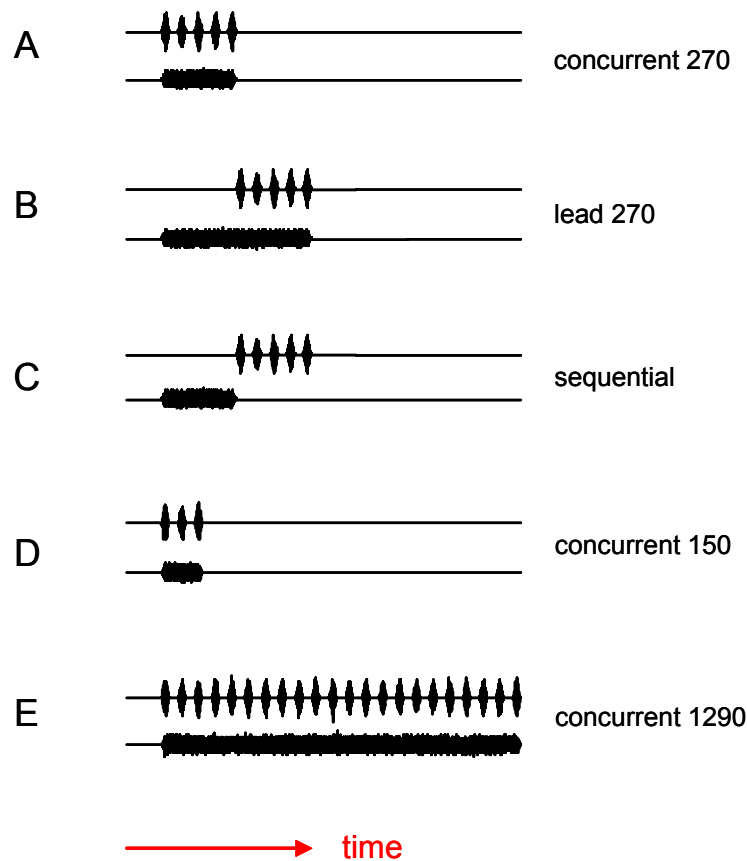 A
concurrent 270
B
lead 270
C
sequential
D
concurrent 150
E
concurrent 1290
time